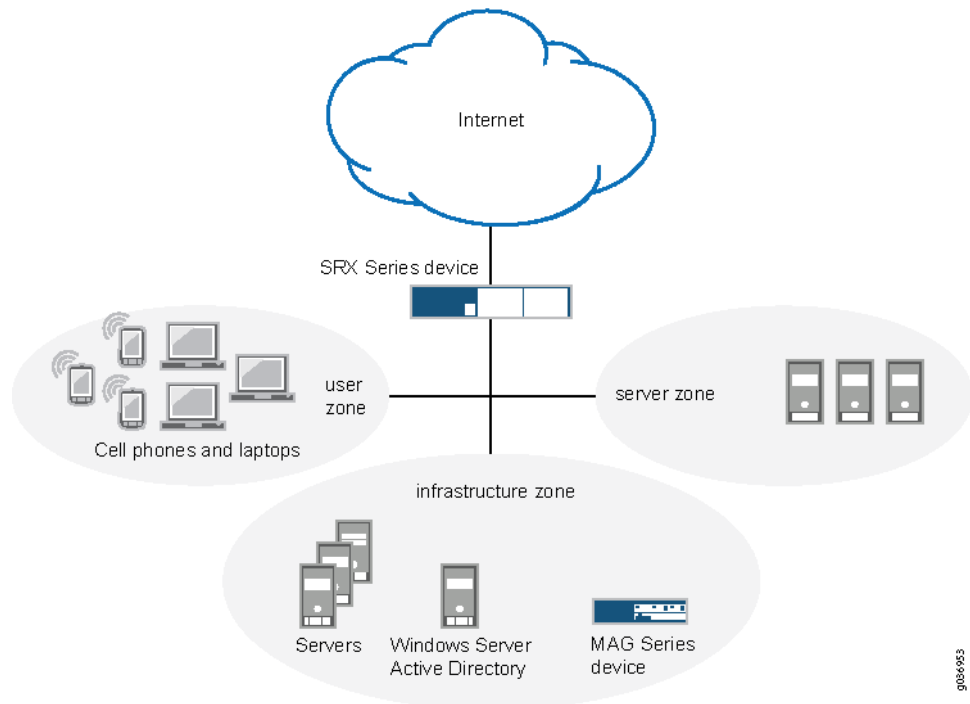 Internet
SRX Series device
user
zone
server zone
Cell phones and laptops
infrastructure zone
Servers
Windows Server
Active Directory
MAG Series
device
g036953